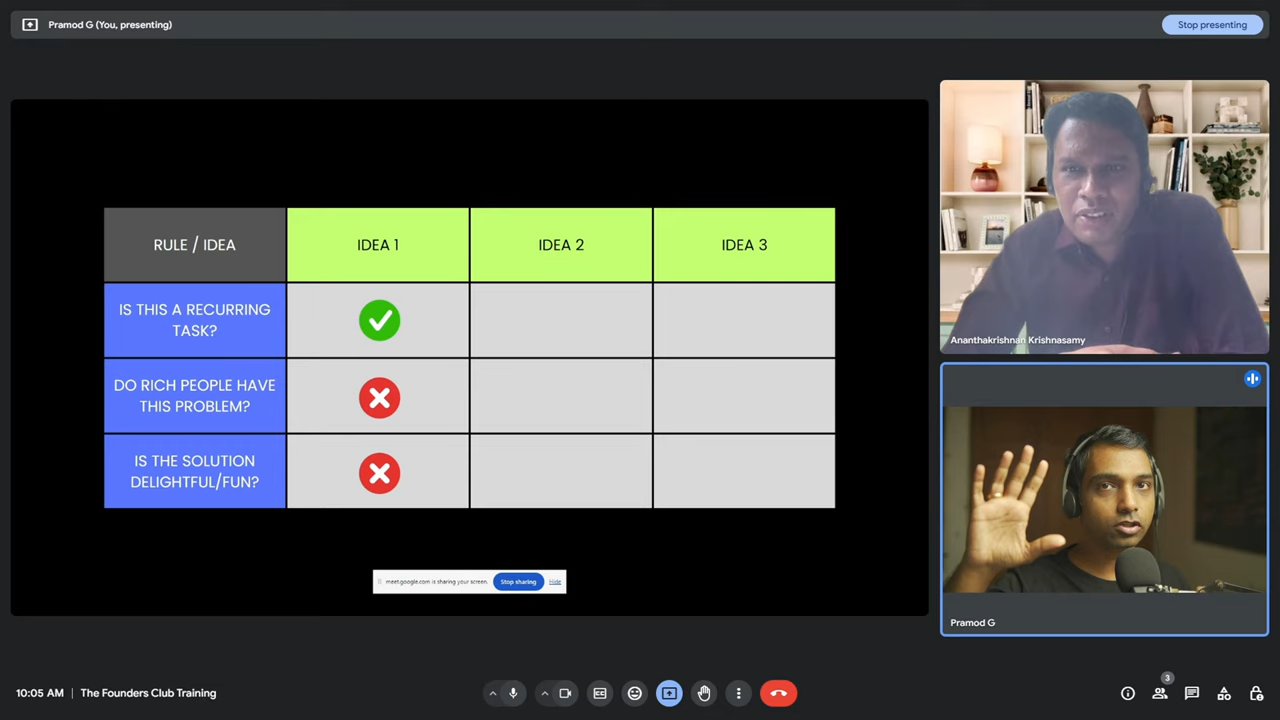 Pramod G (You, presenting)
Stop presenting
RULE / IDEA
IDEA 1
IDEA 2
IDEA 3
IS THIS A RECURRING
TASK?
DO RICH PEOPLE HAVE
THIS PROBLEM?
IS THE SOLUTION
DELIGHTFUL/FUN?
meet.google.com is sharing your screen.
Stop sharing
Hide
Ananthakrishnan Krishnasamy
Pramod G
10:05 AM | The Founders Club Training
3